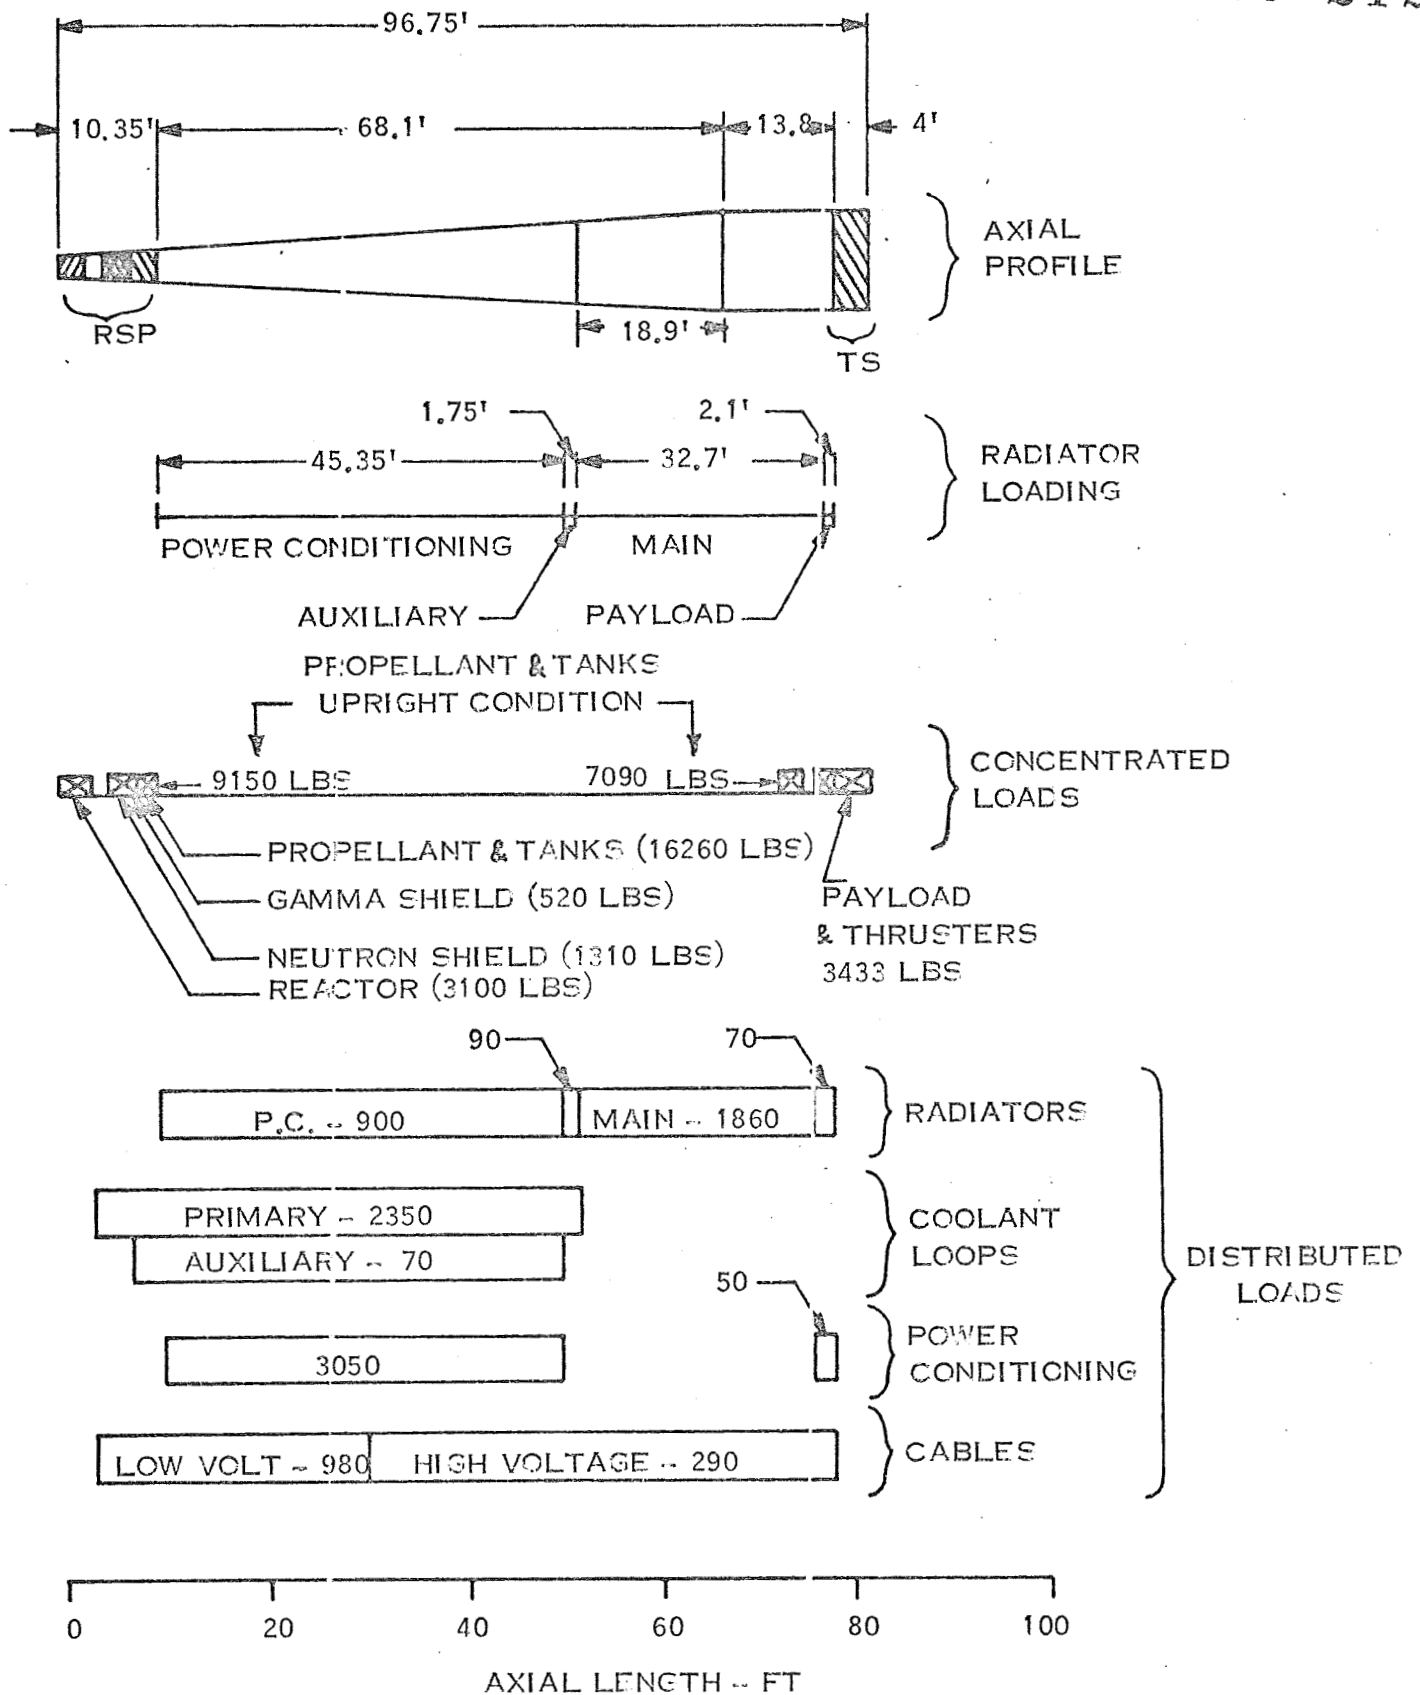 96.75'
10.35'
68.1'
13.8
4'
AXIAL
PROFILE
RSP
18.9'
TS
1.75'
2.1'
45.35'
32.7'
RADIATOR
LOADING
POWER CONDITIONING
MAIN
AUXILIARY
PAYLOAD
PROPELLANT & TANKS
UPRIGHT CONDITION
9150 LBS
7090 LBS
CONCENTRATED
LOADS
PROPELLANT & TANKS (16260 LBS)
GAMMA SHIELD (520 LBS)
NEUTRON SHIELD (1310 LBS)
REACTOR (3100 LBS)
PAYLOAD
& THRUSTERS
3433 LBS
90
70
P.C. - 900
MAIN - 1860
RADIATORS
PRIMARY - 2350
AUXILIARY - 70
COOLANT
LOOPS
50
DISTRIBUTED
LOADS
3050
POWER
CONDITIONING
LOW VOLT - 980
HIGH VOLTAGE - 290
CABLES
0 20 40 60 80 100
AXIAL LENGTH - FT